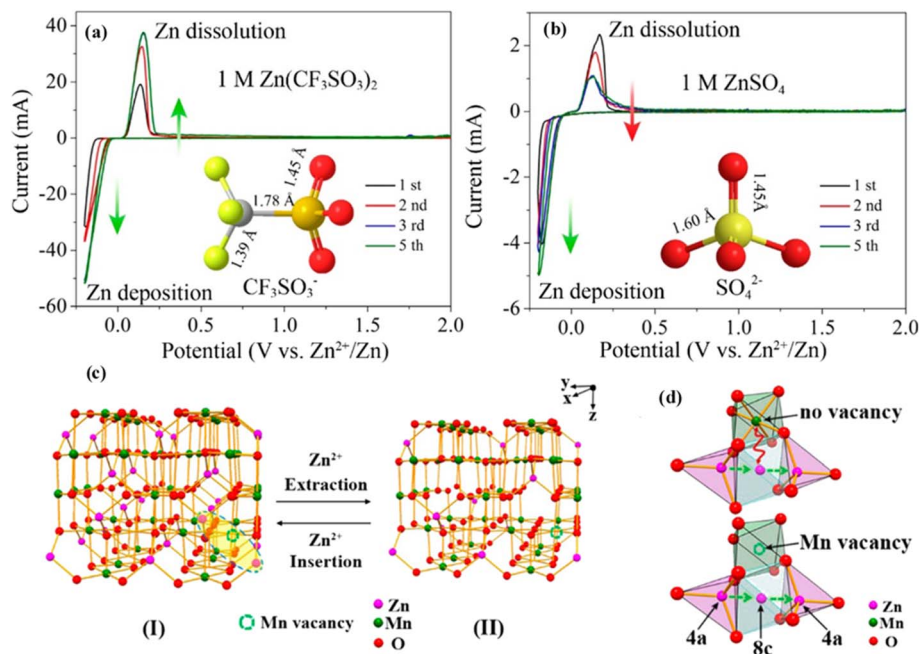 (a)
Zn dissolution
1 M Zn(CF₃SO₃)₂
Current (mA)
40
20
0
-20
-40
-60
1.45 Å
1.78 Å
1.39 Å
1 st
2 nd
3 rd
5 th
Zn deposition
CF₃SO₃⁻
0.0
0.5
1.0
1.5
2.0
Potential (V vs. Zn²⁺/Zn)
(b)
Zn dissolution
1 M ZnSO₄
Current (mA)
2
0
-2
-4
-6
1.45Å
1.60 Å
1 st
2 nd
3 rd
5 th
Zn deposition
SO₄²⁻
0.0
0.5
1.0
1.5
2.0
Potential (V vs. Zn²⁺/Zn)
(c)
y
x
z
Zn²⁺
Extraction
Zn²⁺
Insertion
(I)
Mn vacancy
(II)
Zn
Mn
O
(d)
no vacancy
Mn vacancy
4a
8c
4a
Zn
Mn
O